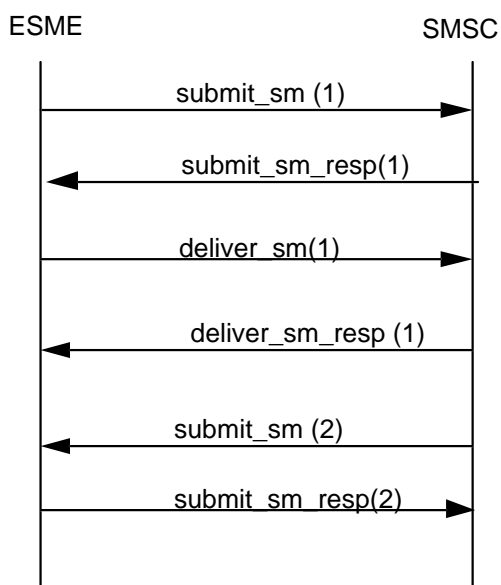 ESME
SMSC
submit_sm (1)
submit_sm_resp(1)
deliver_sm(1)
deliver_sm_resp (1)
submit_sm (2)
submit_sm_resp(2)